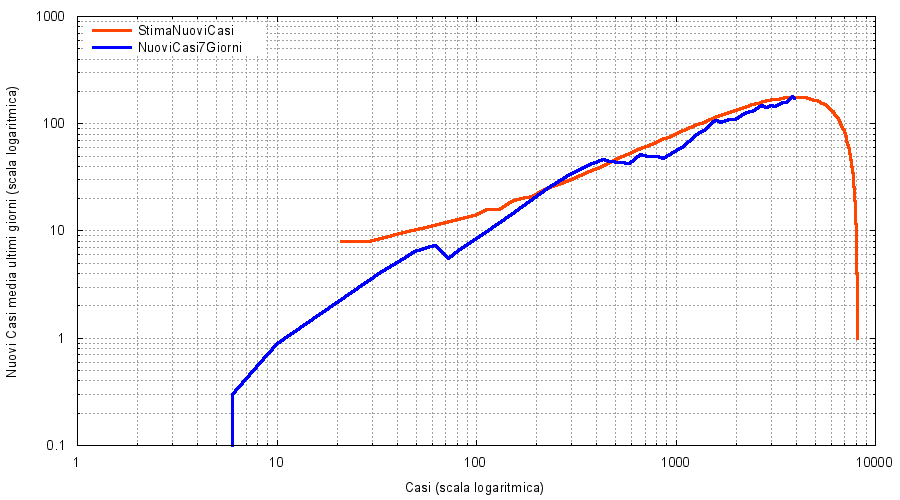 1000
StimaNuoviCasi
NuoviCasi7Giorni
100
10
1
0.1
Nuovi Casi media ultimi giorni (scala logaritmica)
1 10 100 1000 10000
Casi (scala logaritmica)